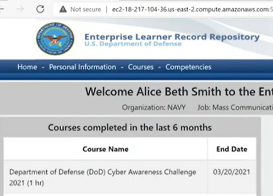 Not secure | ec2-18-217-104-36.us-east-2.compute.amazonaws.com
Enterprise Learner Record Repository
U.S. Department of Defense
Home - Personal Information - Courses - Competencies
Welcome Alice Beth Smith to the Ent
Organization: NAVY Job: Mass Communicati
Courses completed in the last 6 months
Course Name End Date
Department of Defense (DoD) Cyber Awareness Challenge 03/20/2021
2021 (1 hr)